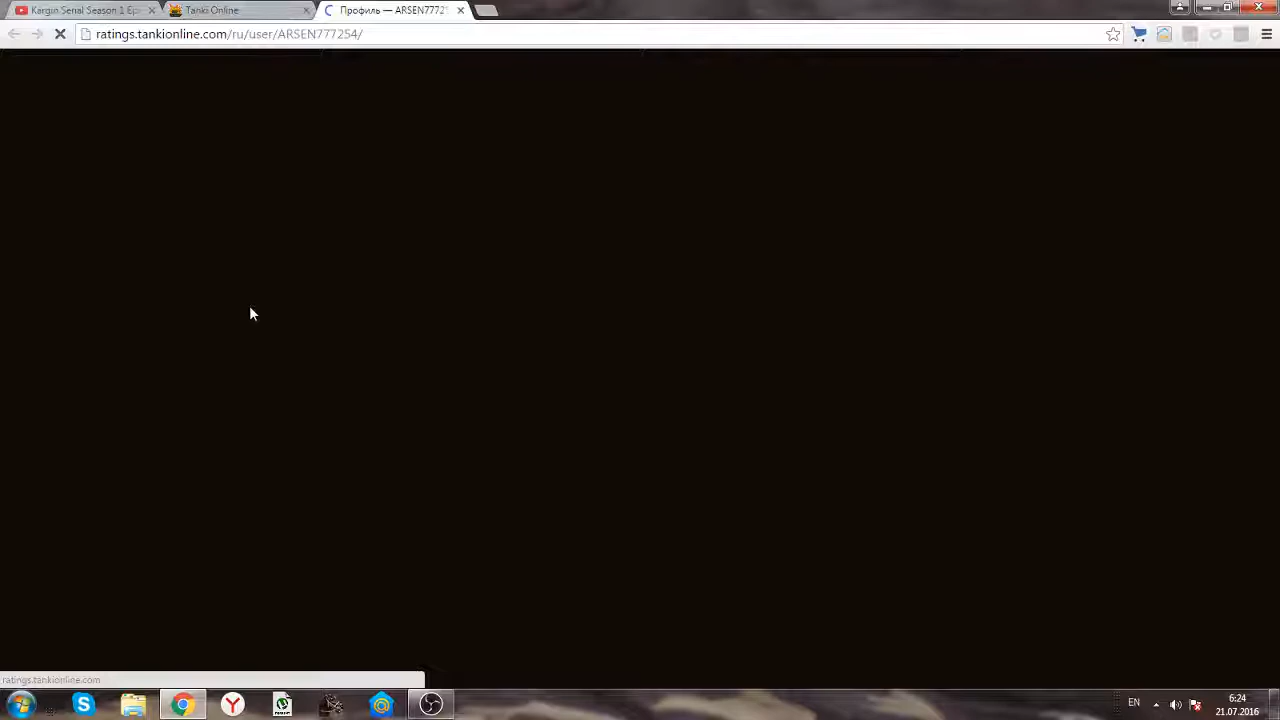 Kargin Serial Season 1 Epi
Tanki Online
Профиль — ARSEN7772
ratings.tankionline.com/ru/user/ARSEN777254/
ratings.tankionline.com
EN
6:24
21.07.2016